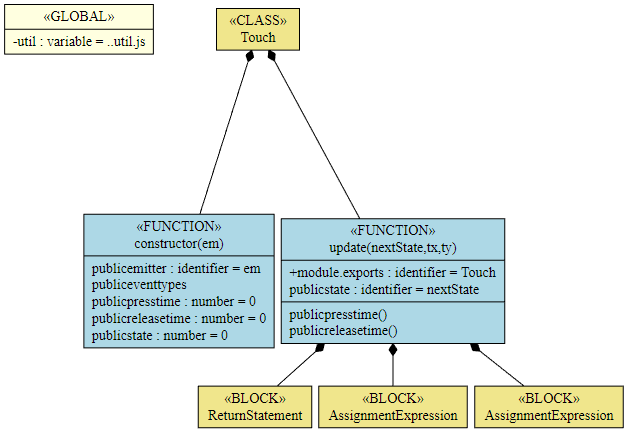 «GLOBAL»
-util : variable = ..util.js
«CLASS»
Touch
«FUNCTION»
constructor(em)
publicemitter : identifier = em
publiceventtypes
publicpresstime : number = 0
publicreleasetime : number = 0
publicstate : number = 0
«FUNCTION»
update(nextState,tx,ty)
+module.exports : identifier = Touch
publicstate : identifier = nextState
publicpresstime()
publicreleasetime()
«BLOCK»
ReturnStatement
«BLOCK»
AssignmentExpression
«BLOCK»
AssignmentExpression